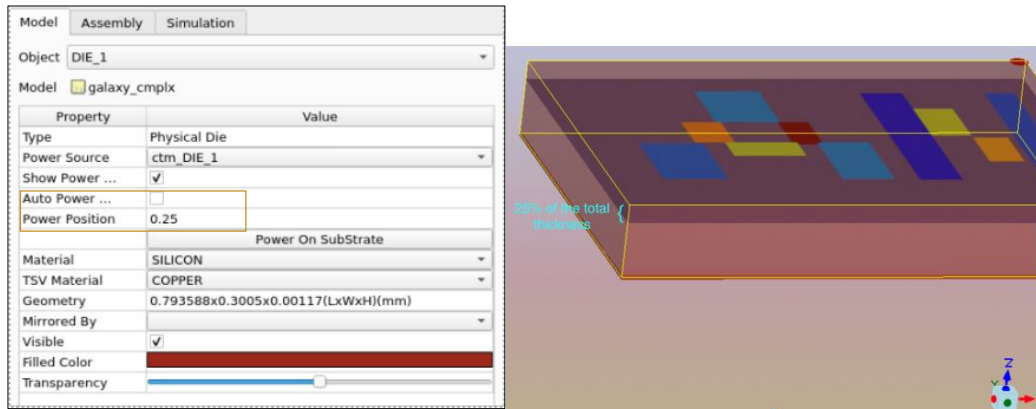 Model Assembly Simulation
Object DIE_1
Model galaxy_cmplx
Property Value
Type Physical Die
Power Source ctm_DIE_1
Show Power ...
Auto Power ...
Power Position 0.25
Power On SubStrate
Material SILICON
TSV Material COPPER
Geometry 0.793588x0.3005x0.00117(LxWxH)(mm)
Mirrored By
Visible
Filled Color
Transparency
25% of the total
thickness
{
Z
Y